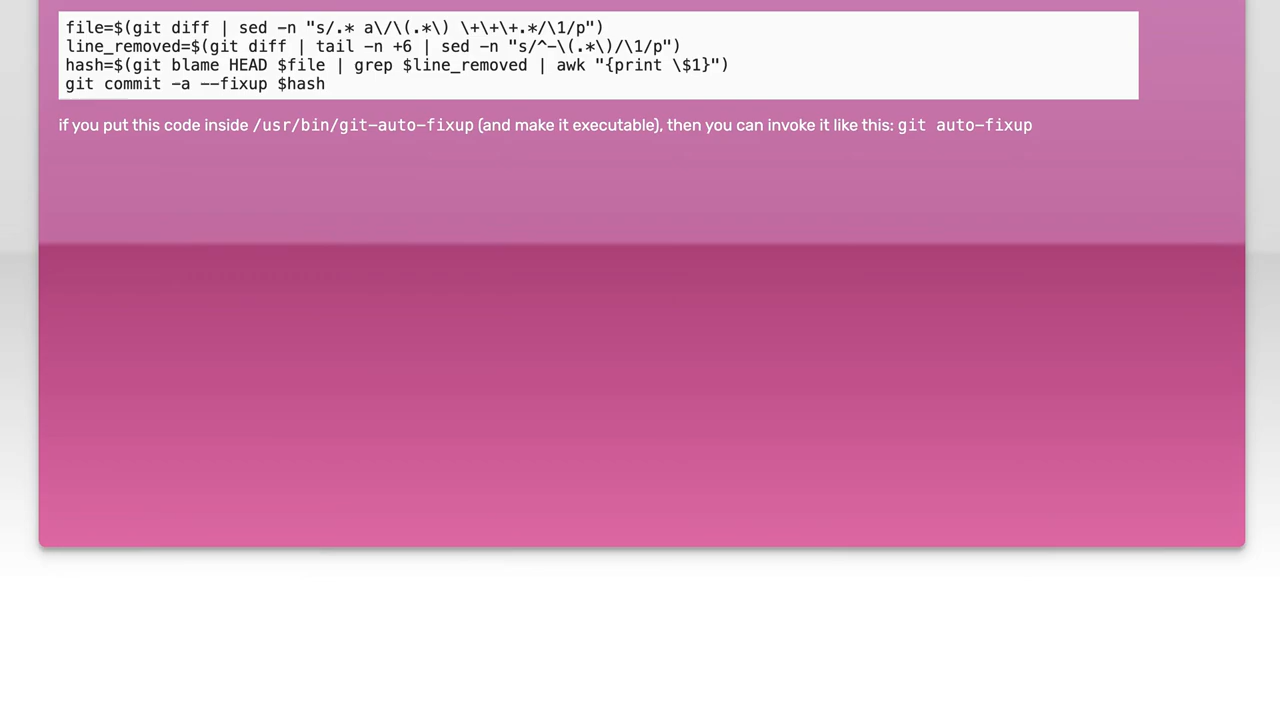 file=$(git diff | sed -n "s/.* a\/\(.*\) \+\+\+.*/\1/p")
line_removed=$(git diff | tail -n +6 | sed -n "s/^-\(.*\)/\1/p")
hash=$(git blame HEAD $file | grep $line_removed | awk "{print \$1}")
git commit -a --fixup $hash
if you put this code inside /usr/bin/git-auto-fixup (and make it executable), then you can invoke it like this: git auto-fixup